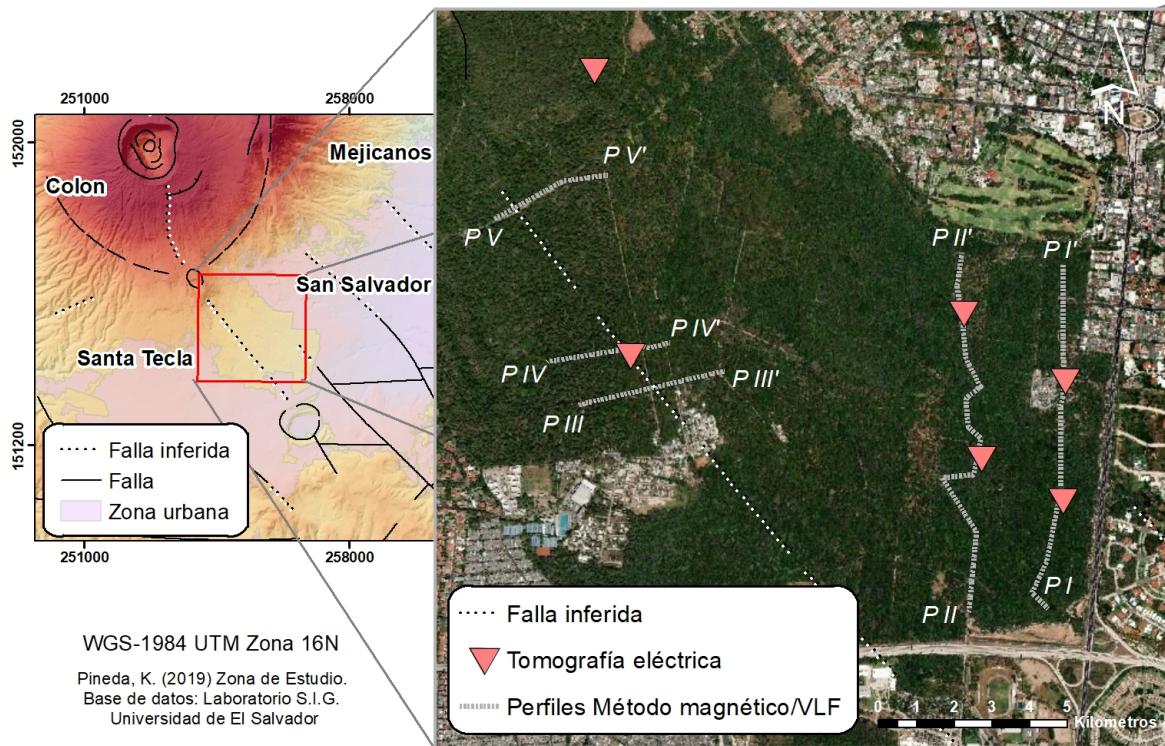 251000
258000
152000
151200
Mejicanos
Colon
San Salvador
Santa Tecla
Falla inferida
Falla
Zona urbana
251000
258000
WGS-1984 UTM Zona 16N
Pineda, K. (2019) Zona de Estudio.
Base de datos: Laboratorio S.I.G.
Universidad de El Salvador
N
P V'
P V
P II'
P I'
P IV'
P IV
P III'
P III
P I
P II
Falla inferida
Tomografía eléctrica
Perfiles Método magnético/VLF
0 1 2 3 4 5
Kilometros